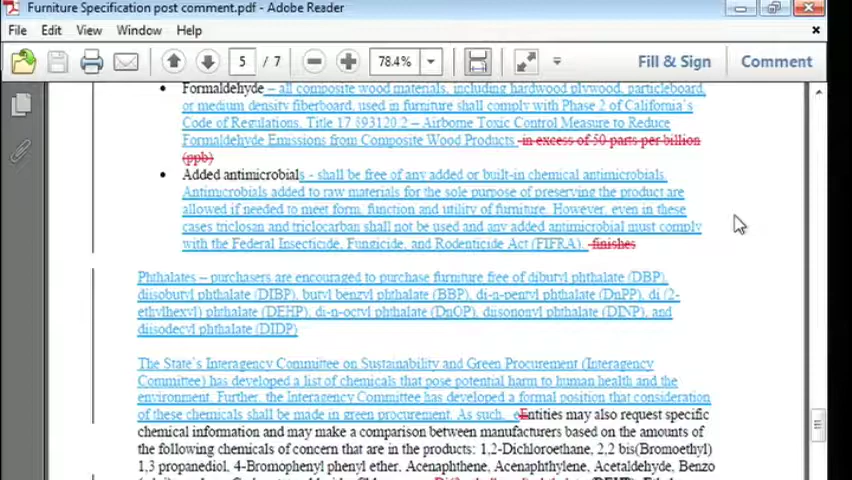 Furniture Specification post comment.pdf - Adobe Reader
File Edit View Window Help
5 / 7 78.4% Fill & Sign Comment
• Formaldehyde – all composite wood materials, including hardwood plywood, particleboard,
or medium density fiberboard, used in furniture shall comply with Phase 2 of California's
Code of Regulations, Title 17 §93120.2 – Airborne Toxic Control Measure to Reduce
Formaldehyde Emissions from Composite Wood Products in excess of 50 parts per billion
(ppb)
• Added antimicrobials - shall be free of any added or built-in chemical antimicrobials.
Antimicrobials added to raw materials for the sole purpose of preserving the product are
allowed if needed to meet form, function and utility of furniture. However, even in these
cases triclosan and triclocarban shall not be used and any added antimicrobial must comply
with the Federal Insecticide, Fungicide, and Rodenticide Act (FIFRA). finishes
Phthalates – purchasers are encouraged to purchase furniture free of dibutyl phthalate (DBP),
diisobutyl phthalate (DIBP), butyl benzyl phthalate (BBP), di-n-pentyl phthalate (DnPP), di (2-
ethylhexyl) phthalate (DEHP), di-n-octyl phthalate (DnOP), diisononyl phthalate (DINP), and
diisodecyl phthalate (DIDP)
The State's Interagency Committee on Sustainability and Green Procurement (Interagency
Committee) has developed a list of chemicals that pose potential harm to human health and the
environment. Further, the Interagency Committee has developed a formal position that consideration
of these chemicals shall be made in green procurement. As such, eEntities may also request specific
chemical information and may make a comparison between manufacturers based on the amounts of
the following chemicals of concern that are in the products: 1,2-Dichloroethane, 2,2 bis(Bromoethyl)
1,3 propanediol, 4-Bromophenyl phenyl ether, Acenaphthene, Acenaphthylene, Acetaldehyde, Benzo